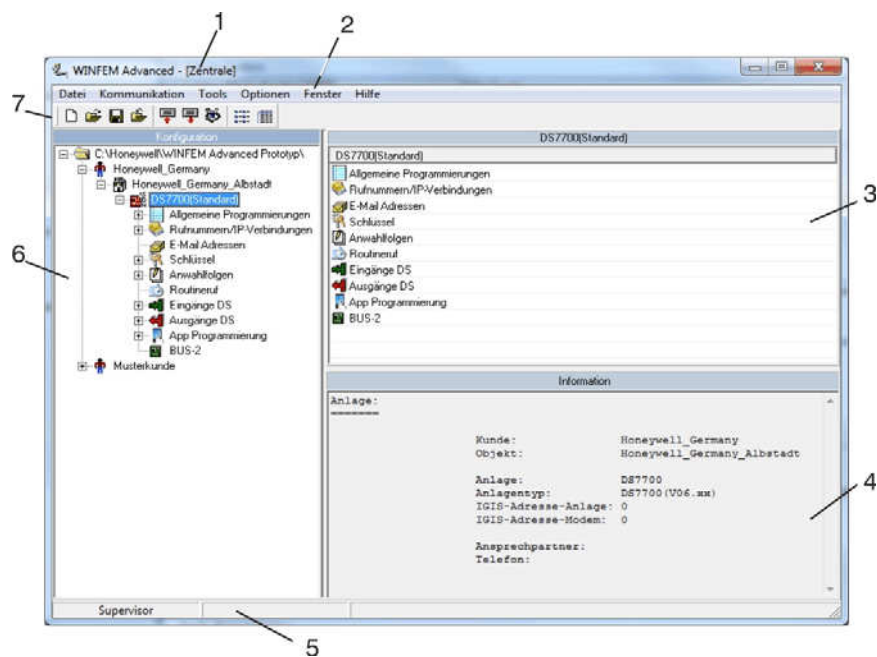 1
2
WINFEM Advanced - [Zentrale]
Datei Kommunikation Tools Optionen Fenster Hilfe
7
Konfiguration
C:\Honeywell\WINFEM Advanced Prototyp\
Honeywell_Germany
Honeywell_Germany_Albstadt
DS7700(Standard)
Allgemeine Programmierungen
Rufnummern/IP-Verbindungen
E-Mail Adressen
Schlüssel
Anwahlfolgen
Routineruf
Eingänge DS
Ausgänge DS
App Programmierung
BUS-2
Musterkunde
6
DS7700(Standard)
DS7700(Standard)
Allgemeine Programmierungen
Rufnummern/IP-Verbindungen
E-Mail Adressen
Schlüssel
Anwahlfolgen
Routineruf
Eingänge DS
Ausgänge DS
App Programmierung
BUS-2
3
Information
Anlage:
=======
Kunde: Honeywell_Germany
Objekt: Honeywell_Germany_Albstadt
Anlage: DS7700
Anlagentyp: DS7700(V06.xx)
IGIS-Adresse-Anlage: 0
IGIS-Adresse-Modem: 0
Ansprechpartner:
Telefon:
4
Supervisor
5